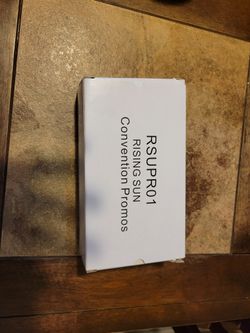 RSUPR01
RISING SUN
Convention Promos